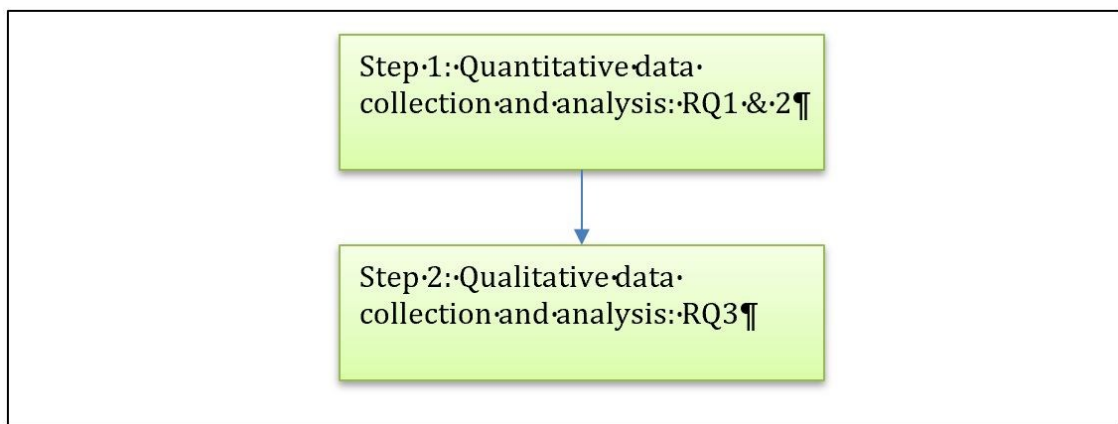 Step·1:·Quantitative·data·
collection·and·analysis:·RQ1·&·2¶
Step·2:·Qualitative·data·
collection·and·analysis:·RQ3¶